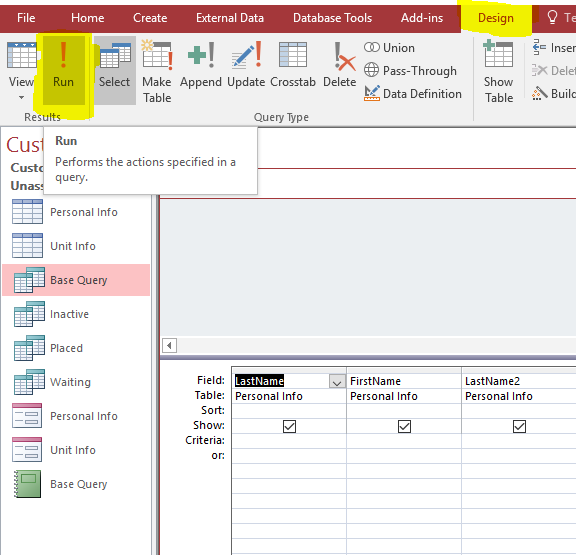 File Home Create External Data Database Tools Add-ins Design
View Run Select Make Table Append Update Crosstab Delete
Union
Pass-Through
Data Definition
Show Table
Inser
Delet
Build
Results Query Type
Run
Performs the actions specified in a
query.
Cust
Custo
Unass
Personal Info
Unit Info
Base Query
Inactive
Placed
Waiting
Personal Info
Unit Info
Base Query
Field: LastName FirstName LastName2
Table: Personal Info Personal Info Personal Info
Sort:
Show:
Criteria:
or: